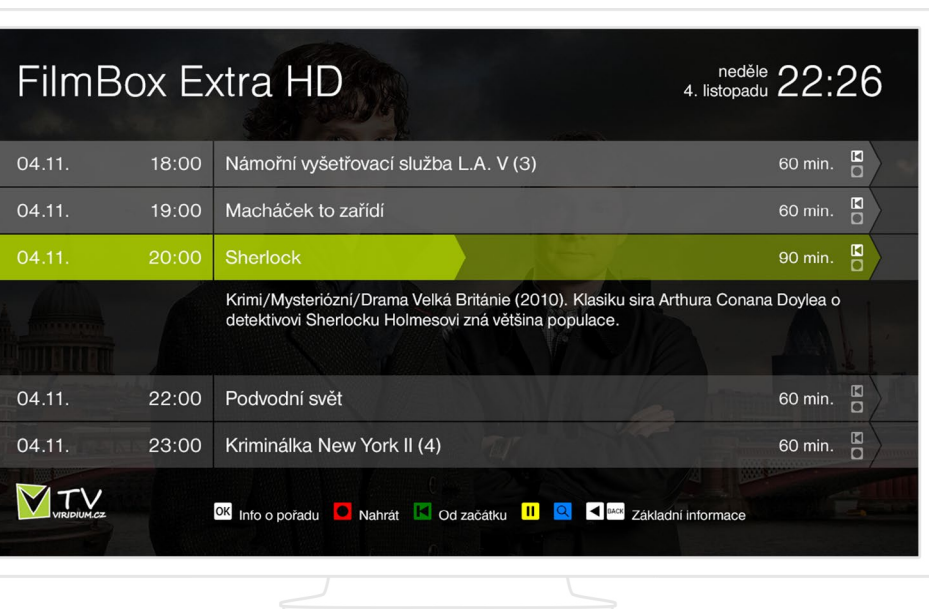 FilmBox Extra HD
neděle
4. listopadu 22:26
04.11. 18:00 Námořní vyšetřovací služba L.A. V (3) 60 min.
04.11. 19:00 Macháček to zařídí 60 min.
04.11. 20:00 Sherlock 90 min.
Krimi/Mysteriózní/Drama Velká Británie (2010). Klasiku sira Arthura Conana Doylea o
detektivovi Sherlocku Holmesovi zná většina populace.
04.11. 22:00 Podvodní svět 60 min.
04.11. 23:00 Kriminálka New York II (4) 60 min.
TV
VIRIDIUM.CZ
OK Info o pořadu Nahrát Od začátku BACK Základní informace